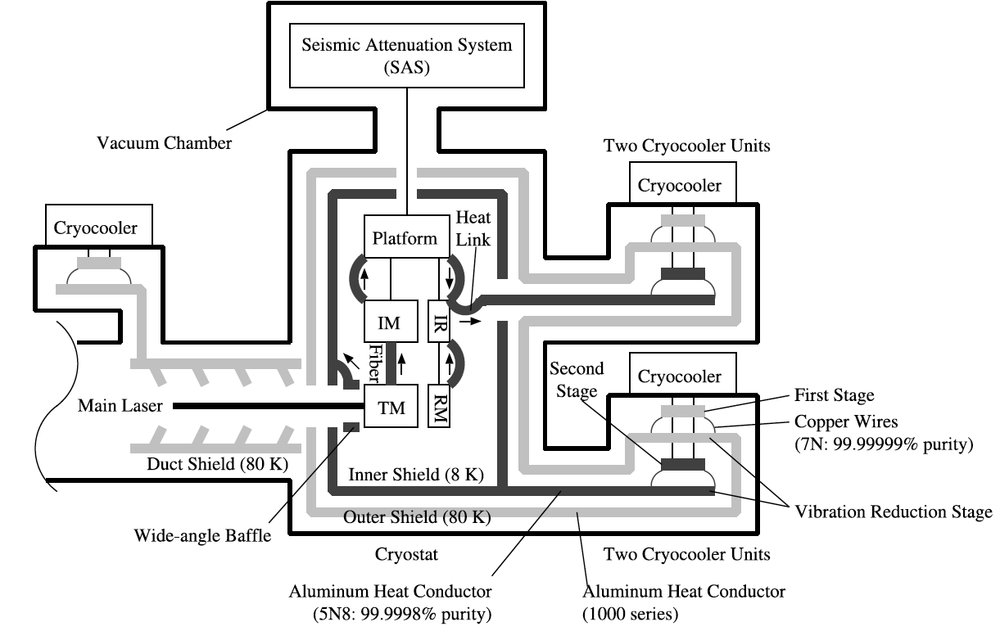 Seismic Attenuation System
(SAS)
Vacuum Chamber
Two Cryocooler Units
Cryocooler
Cryocooler
Heat
Link
Platform
IM
IR
Fiber
Second
Stage
Cryocooler
First Stage
Main Laser
TM
RM
Copper Wires
(7N: 99.99999% purity)
Duct Shield (80 K)
Inner Shield (8 K)
Outer Shield (80 K)
Vibration Reduction Stage
Wide-angle Baffle
Cryostat
Two Cryocooler Units
Aluminum Heat Conductor
(5N8: 99.9998% purity)
Aluminum Heat Conductor
(1000 series)